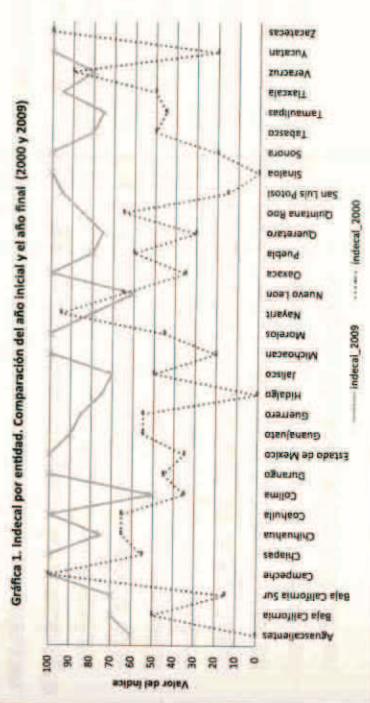 Gráfica 1. Indecal por entidad. Comparación del año inicial y el año final (2000 y 2009)
Valor del índice
100
90
80
70
60
50
40
30
20
10
0
Aguascalientes
Baja California
Baja California Sur
Campeche
Chiapas
Chihuahua
Coahuila
Colima
Durango
Estado de Mexico
Guanajuato
Guerrero
Hidalgo
Jalisco
Michoacan
Morelos
Nayarit
Nuevo Leon
Oaxaca
Puebla
Queretaro
Quintana Roo
San Luis Potosi
Sinaloa
Sonora
Tabasco
Tamaulipas
Tlaxcala
Veracruz
Yucatan
Zacatecas
indecal_2009
indecal_2000